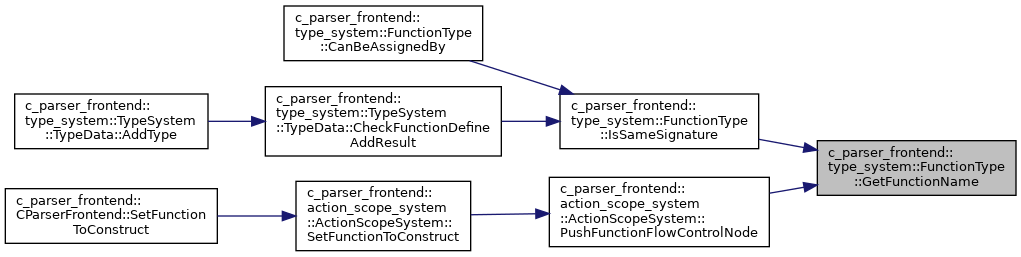 c_parser_frontend::
type_system::FunctionType
::CanBeAssignedBy
c_parser_frontend::
type_system::TypeSystem
::TypeData::AddType
c_parser_frontend::
type_system::TypeSystem
::TypeData::CheckFunctionDefine
AddResult
c_parser_frontend::
type_system::FunctionType
::IsSameSignature
c_parser_frontend::
type_system::FunctionType
::GetFunctionName
c_parser_frontend::
CParserFrontend::SetFunction
ToConstruct
c_parser_frontend::
action_scope_system
::ActionScopeSystem::
SetFunctionToConstruct
c_parser_frontend::
action_scope_system
::ActionScopeSystem::
PushFunctionFlowControlNode